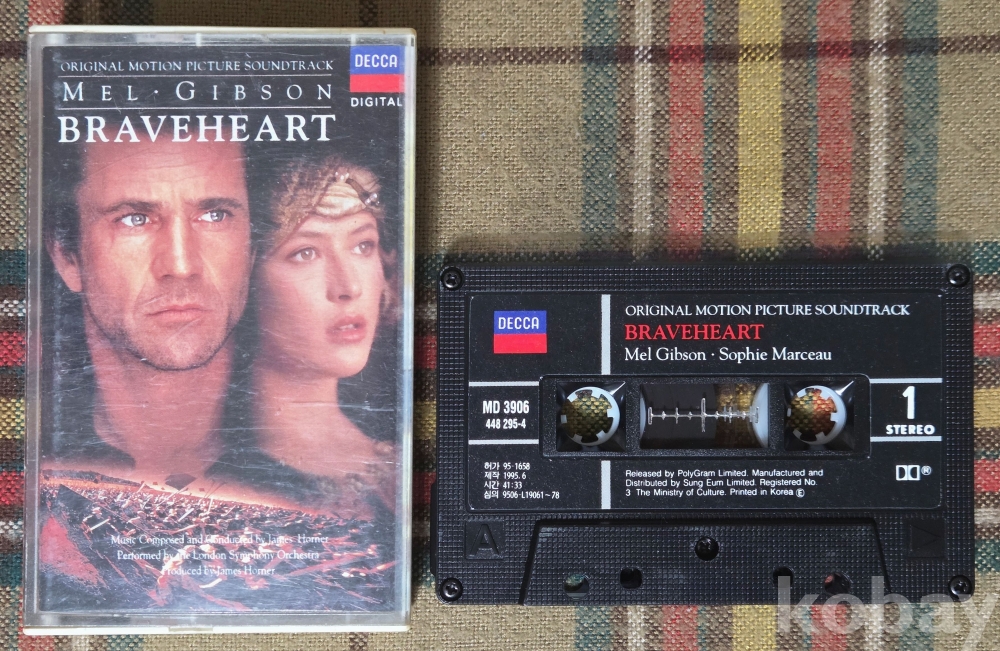 ORIGINAL MOTION PICTURE SOUNDTRACK
MEL · GIBSON
BRAVEHEART
DECCA
DIGITAL
Music Composed and Conducted by James Horner
Performed by the London Symphony Orchestra
Produced by James Horner
DECCA
ORIGINAL MOTION PICTURE SOUNDTRACK
BRAVEHEART
Mel Gibson · Sophie Marceau
MD 3906
448 295-4
1
STEREO
허가 95-1658
제작 1995. 6
시간 41:33
심의 9506-L19061~78
Released by PolyGram Limited. Manufactured and
Distributed by Sung Eum Limited. Registered No.
3 The Ministry of Culture. Printed in Korea Ⓔ
DD®
A
kobay